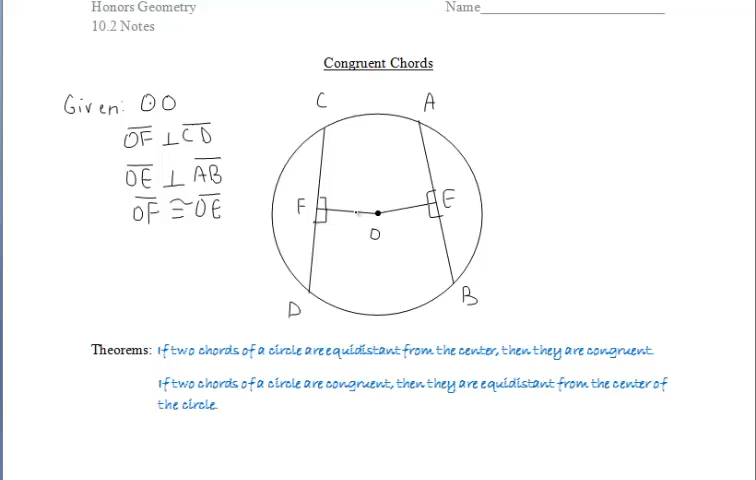 Honors Geometry Name
10.2 Notes
Congruent Chords
Given: ⊙O
OF ⊥ CD
OE ⊥ AB
OF ≅ OE
C
A
F
E
O
D
B
Theorems: If two chords of a circle are equidistant from the center, then they are congruent.
If two chords of a circle are congruent, then they are equidistant from the center of
the circle.